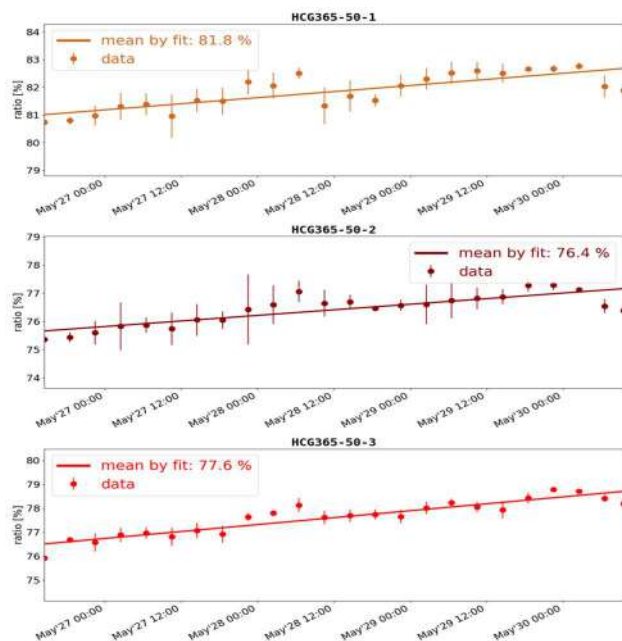 HCG365-50-1
84
83
82
81
80
79
ratio [%]
mean by fit: 81.8 %
data
May'27 00:00
May'27 12:00
May'28 00:00
May'28 12:00
May'29 00:00
May'29 12:00
May'30 00:00
HCG365-50-2
79
78
77
76
75
74
ratio [%]
mean by fit: 76.4 %
data
May'27 00:00
May'27 12:00
May'28 00:00
May'28 12:00
May'29 00:00
May'29 12:00
May'30 00:00
HCG365-50-3
80
79
78
77
76
75
ratio [%]
mean by fit: 77.6 %
data
May'27 00:00
May'27 12:00
May'28 00:00
May'28 12:00
May'29 00:00
May'29 12:00
May'30 00:00